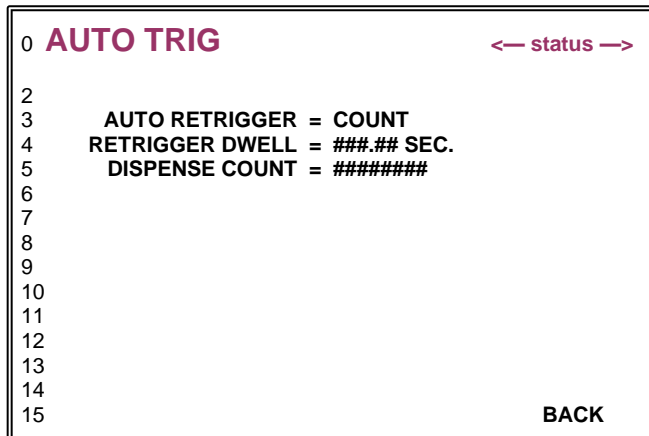 0 AUTO TRIG <— status —>
2
3 AUTO RETRIGGER = COUNT
4 RETRIGGER DWELL = ###.## SEC.
5 DISPENSE COUNT = ########
6
7
8
9
10
11
12
13
14
15 BACK